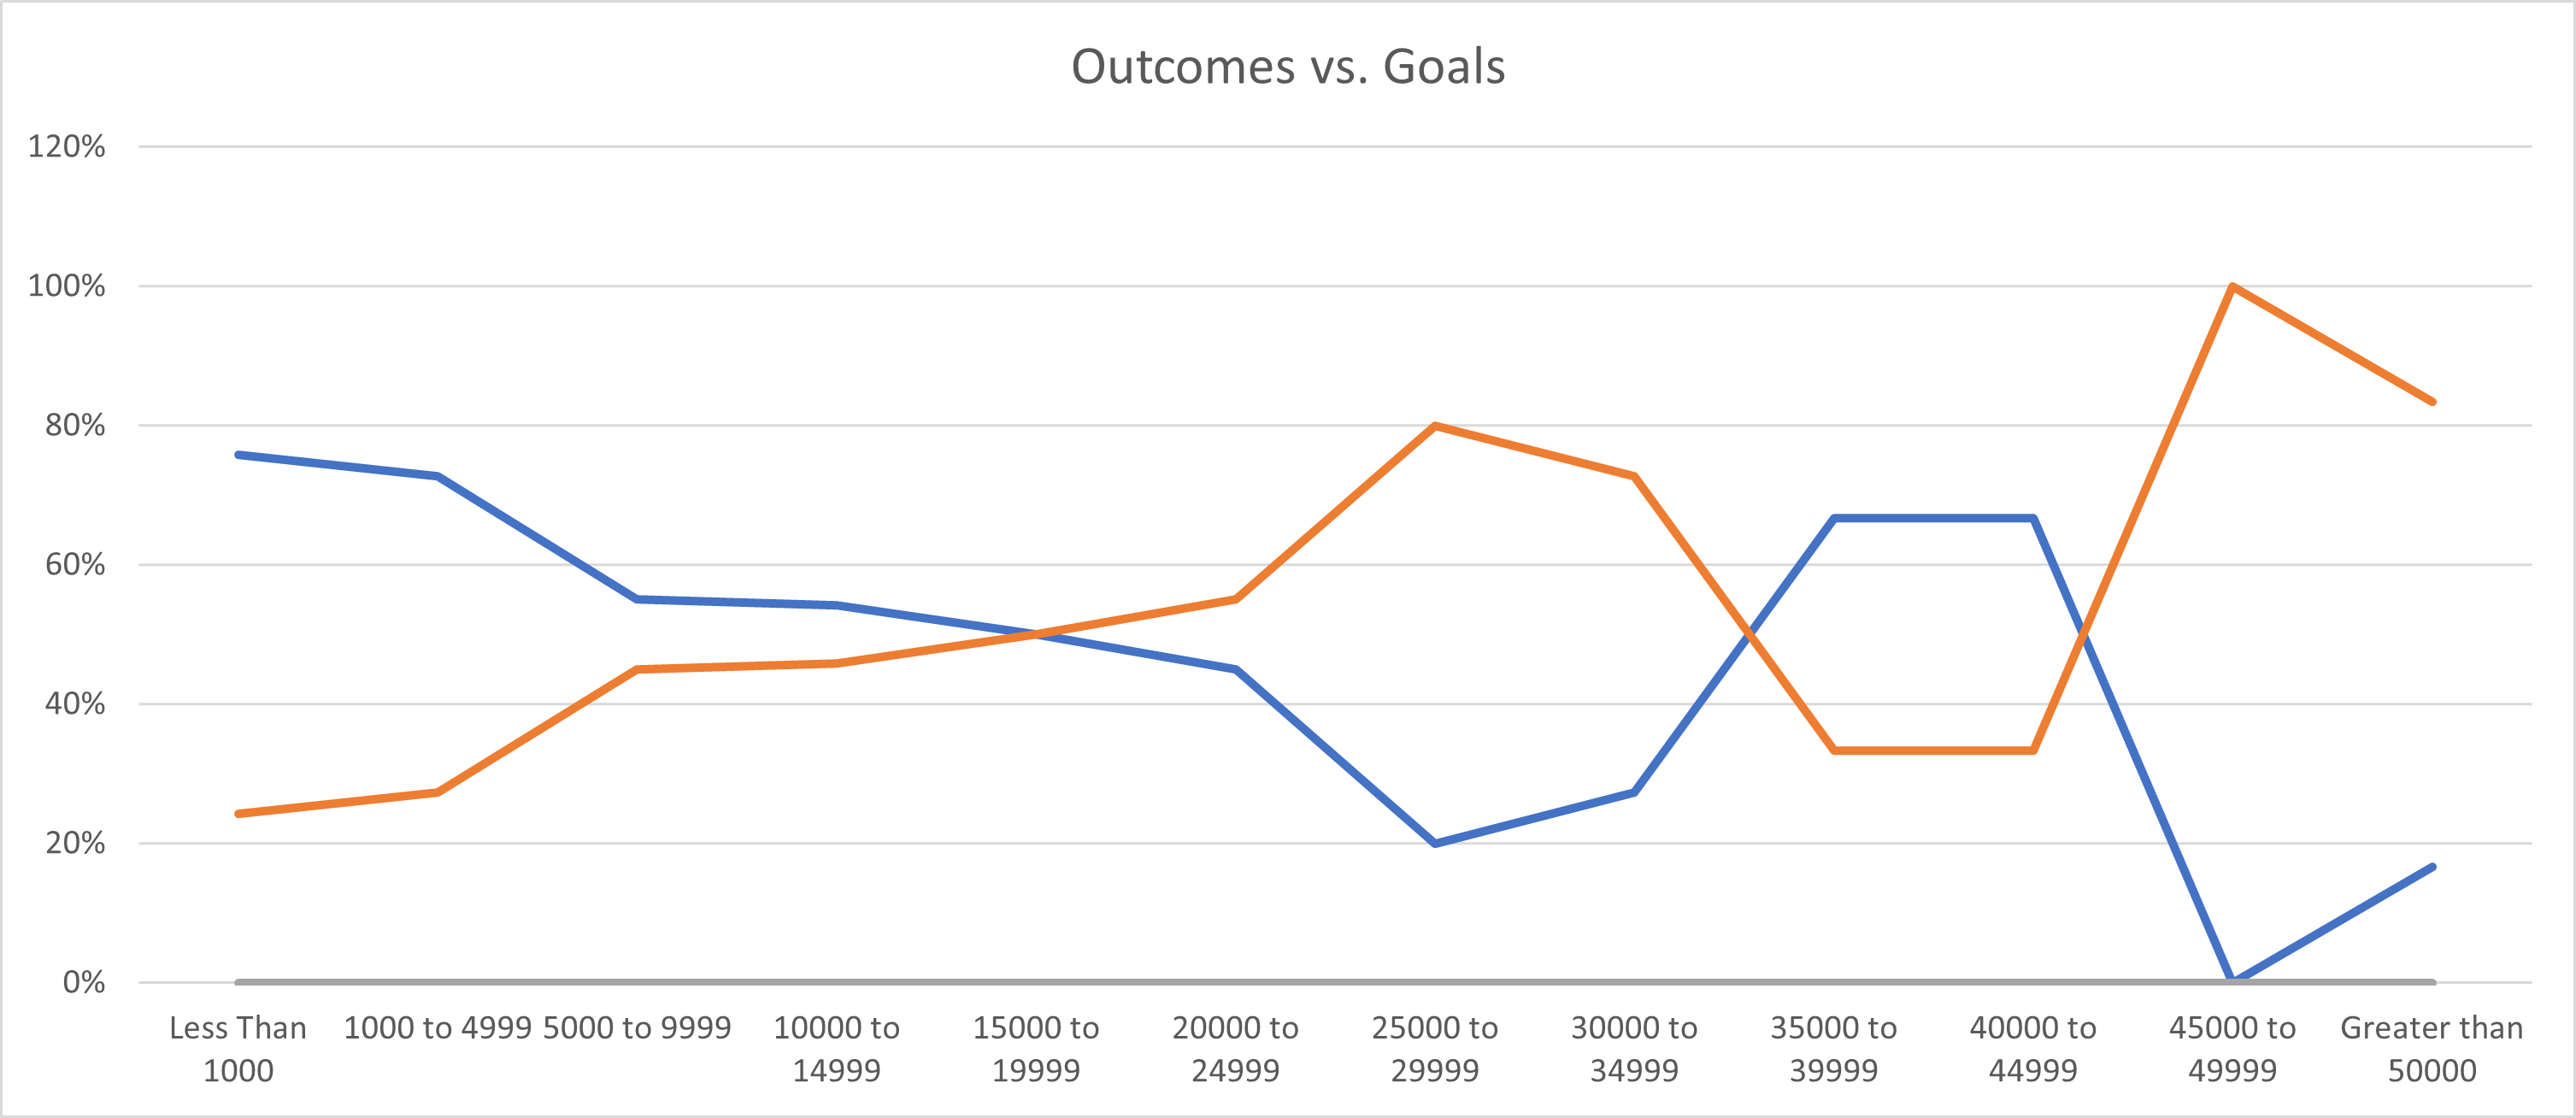 Outcomes vs. Goals
120%
100%
80%
60%
40%
20%
0%
Less Than
1000
1000 to 4999
5000 to 9999
10000 to
14999
15000 to
19999
20000 to
24999
25000 to
29999
30000 to
34999
35000 to
39999
40000 to
44999
45000 to
49999
Greater than
50000